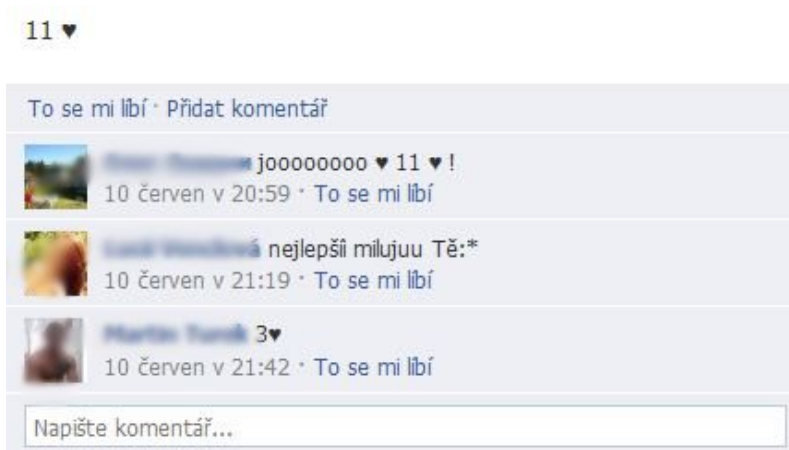 11 ♥
To se mi líbí · Přidat komentář
joooooooo ♥ 11 ♥ !
10 červen v 20:59 · To se mi líbí
nejlepšíi milujuu Tě:*
10 červen v 21:19 · To se mi líbí
3♥
10 červen v 21:42 · To se mi líbí
Napište komentář...